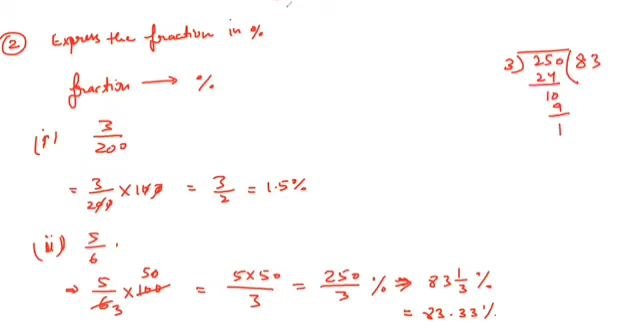 ② Express the fraction in %
fraction → %
(i) 3/200
= 3/200 × 100 = 3/2 = 1.5%
(ii) 5/6
⇒ 5/6 3 × 100 50 = 5×50/3 = 250/3 % ⇒ 83 1/3 %
= 83.33%
3) 250 (83
24
10
9
1